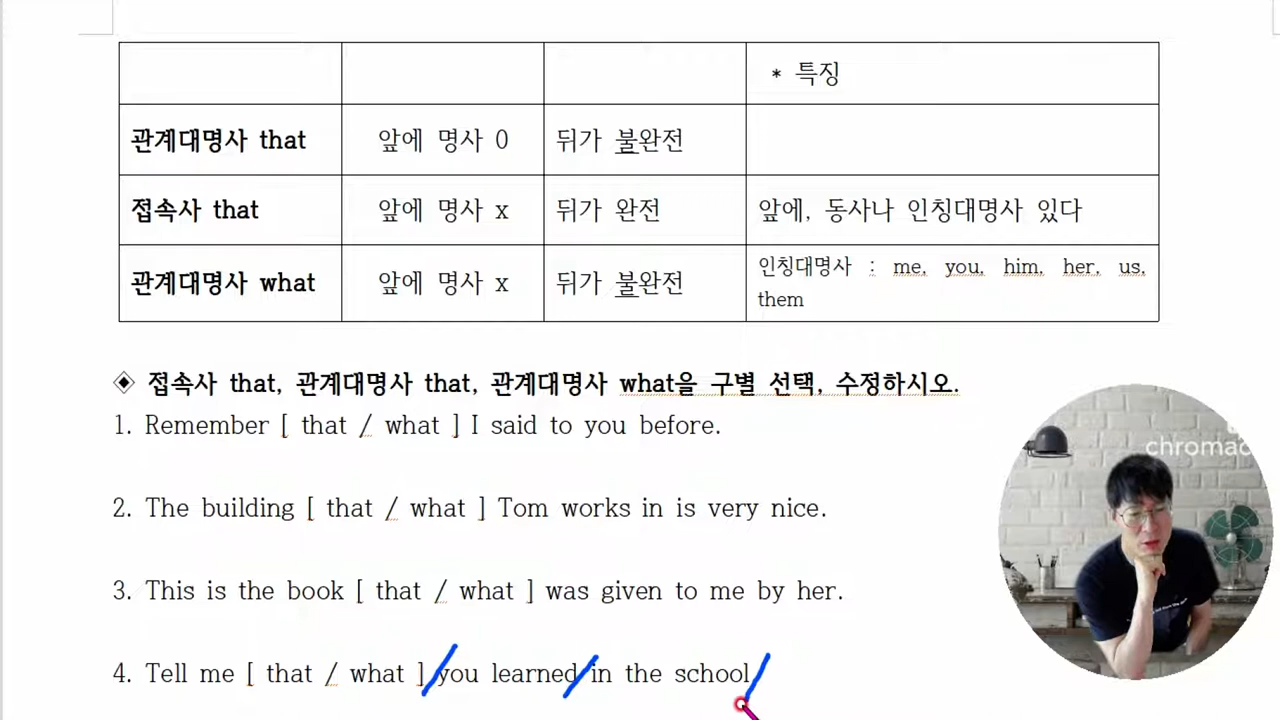 * 특징
관계대명사 that 앞에 명사 0 뒤가 불완전
접속사 that 앞에 명사 x 뒤가 완전 앞에, 동사나 인칭대명사 있다
관계대명사 what 앞에 명사 x 뒤가 불완전 인칭대명사 : me, you, him, her, us,
them
◈ 접속사 that, 관계대명사 that, 관계대명사 what을 구별 선택, 수정하시오.
1. Remember [ that / what ] I said to you before.
2. The building [ that / what ] Tom works in is very nice.
3. This is the book [ that / what ] was given to me by her.
4. Tell me [ that / what ] you learned in the school
chromac